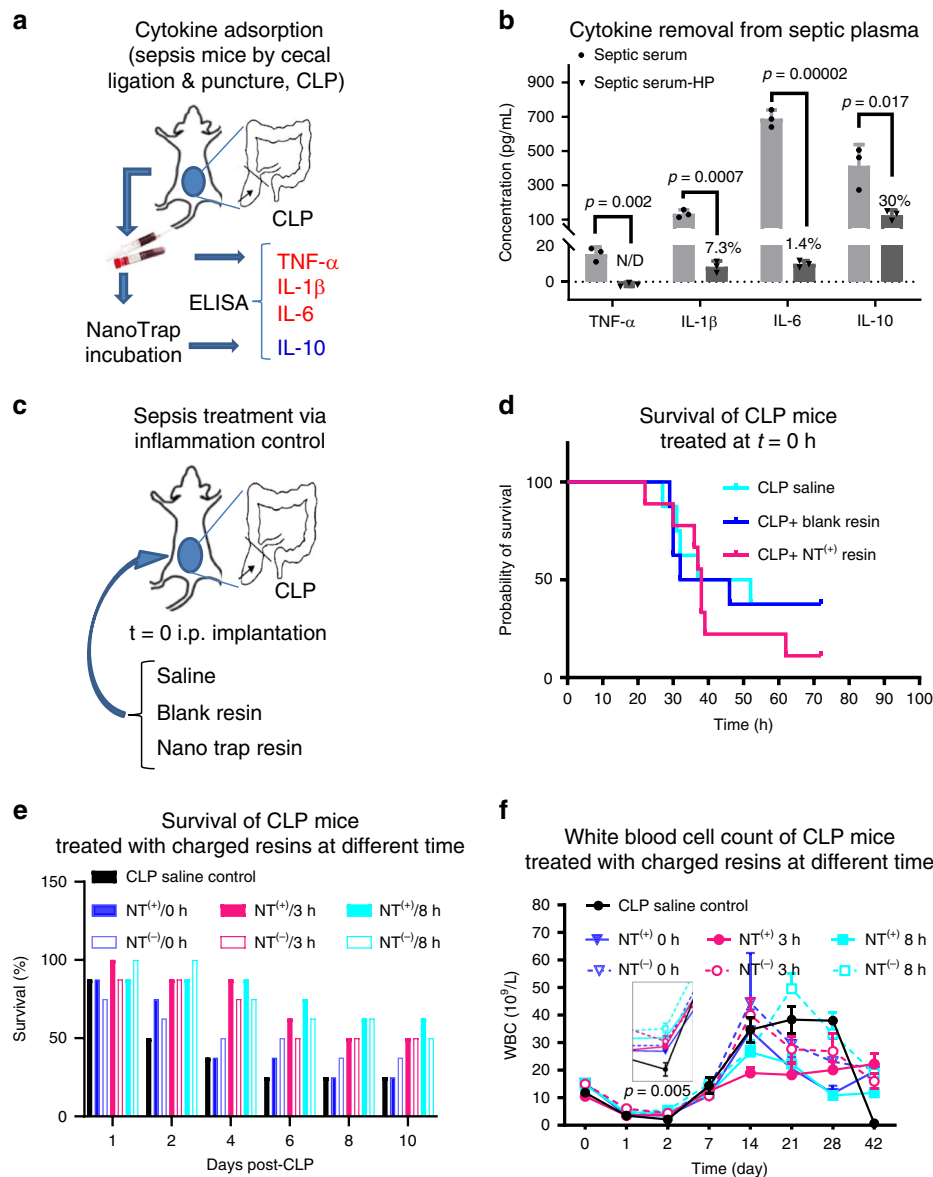 a
Cytokine adsorption
(sepsis mice by cecal
ligation & puncture, CLP)
CLP
ELISA
TNF-α
IL-1β
IL-6
IL-10
NanoTrap
incubation
b
Cytokine removal from septic plasma
Septic serum
Septic serum-HP
Concentration (pg/mL)
900
700
500
300
100
20
0
p = 0.002
N/D
p = 0.0007
7.3%
p = 0.00002
1.4%
p = 0.017
30%
TNF-α
IL-1β
IL-6
IL-10
c
Sepsis treatment via
inflammation control
CLP
t = 0 i.p. implantation
Saline
Blank resin
Nano trap resin
d
Survival of CLP mice
treated at t = 0 h
Probability of survival
100
50
0
CLP saline
CLP+ blank resin
CLP+ NT(+) resin
0 10 20 30 40 50 60 70 80 90 100
Time (h)
e
Survival of CLP mice
treated with charged resins at different time
CLP saline control
NT(+)/0 h NT(+)/3 h NT(+)/8 h
NT(−)/0 h NT(−)/3 h NT(−)/8 h
Survival (%)
150
100
50
0
1 2 4 6 8 10
Days post-CLP
f
White blood cell count of CLP mice
treated with charged resins at different time
CLP saline control
NT(+) 0 h NT(+) 3 h NT(+) 8 h
NT(−) 0 h NT(−) 3 h NT(−) 8 h
WBC (10⁹/L)
80
70
60
50
40
30
20
10
0
p = 0.005
0 1 2 7 14 21 28 42
Time (day)